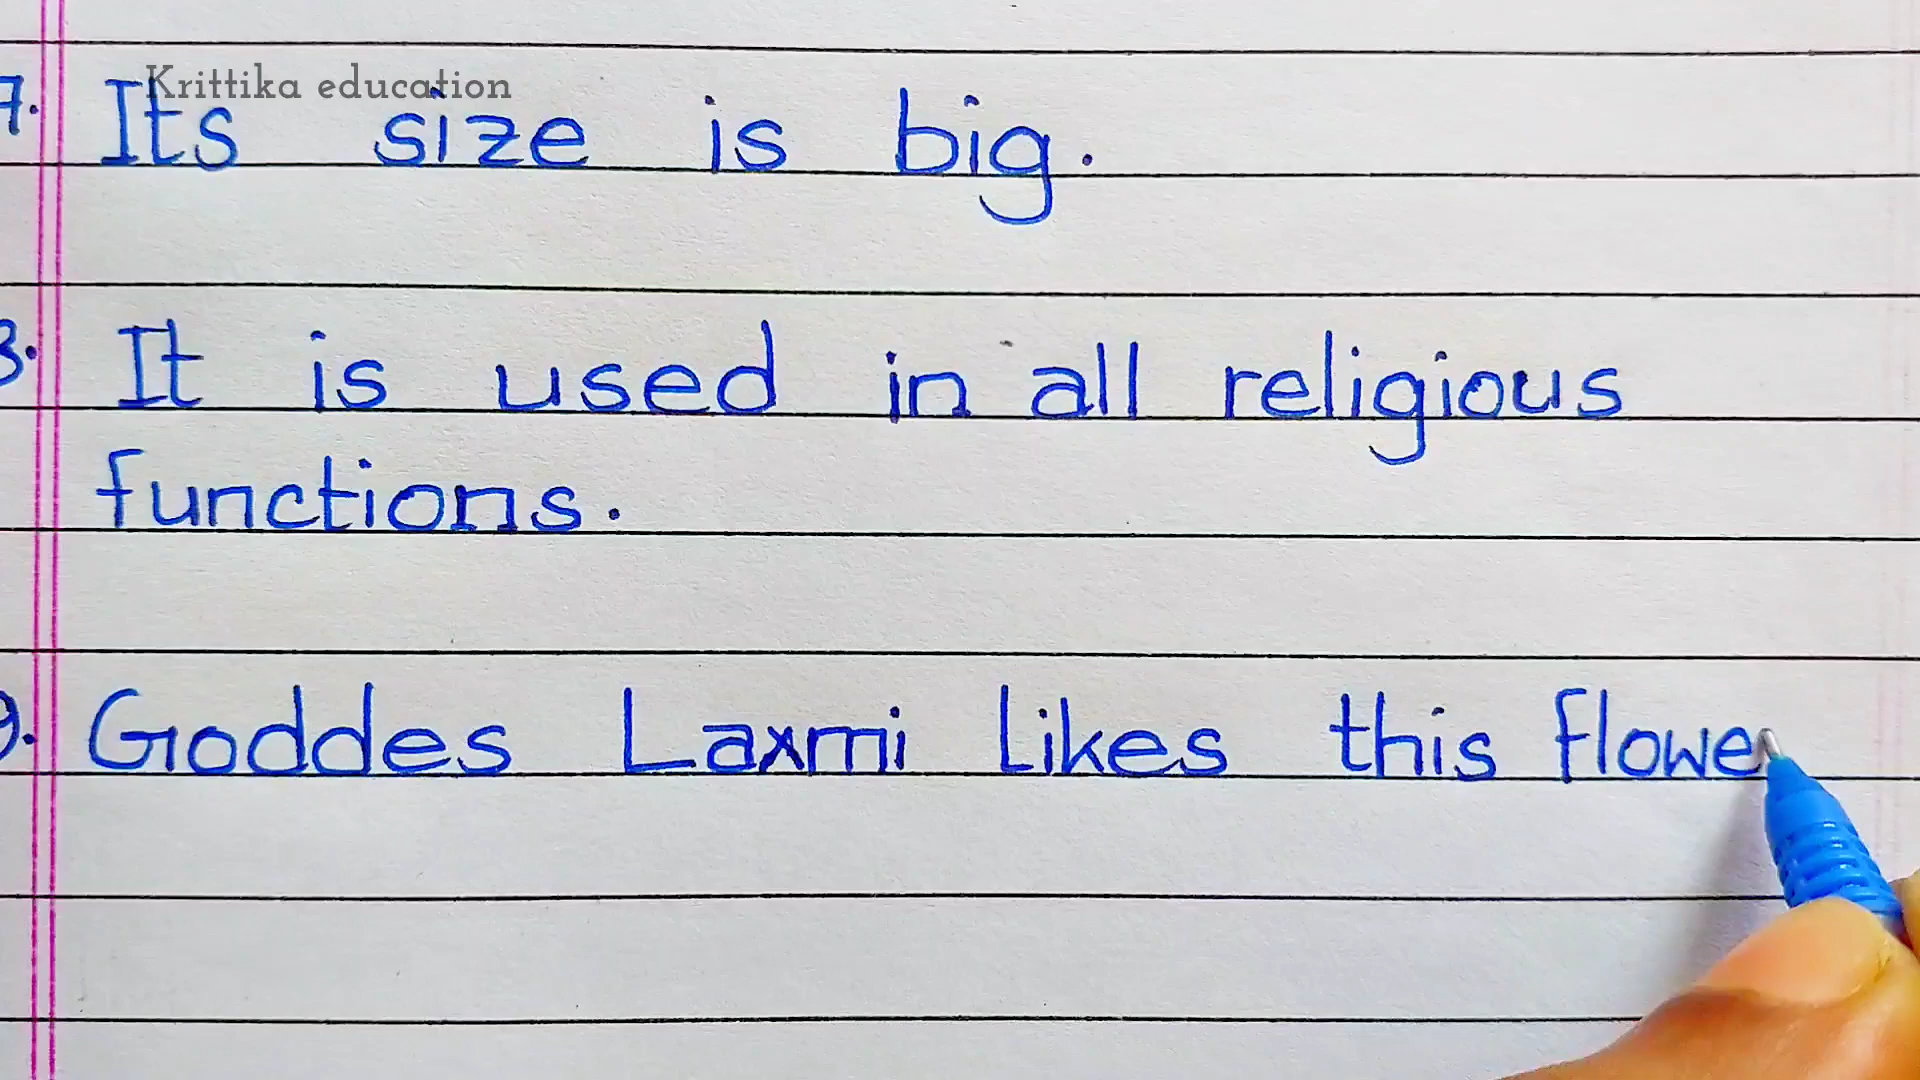 Krittika education
7. Its size is big.
8. It is used in all religious
functions.
9. Goddes Laxmi likes this flowe